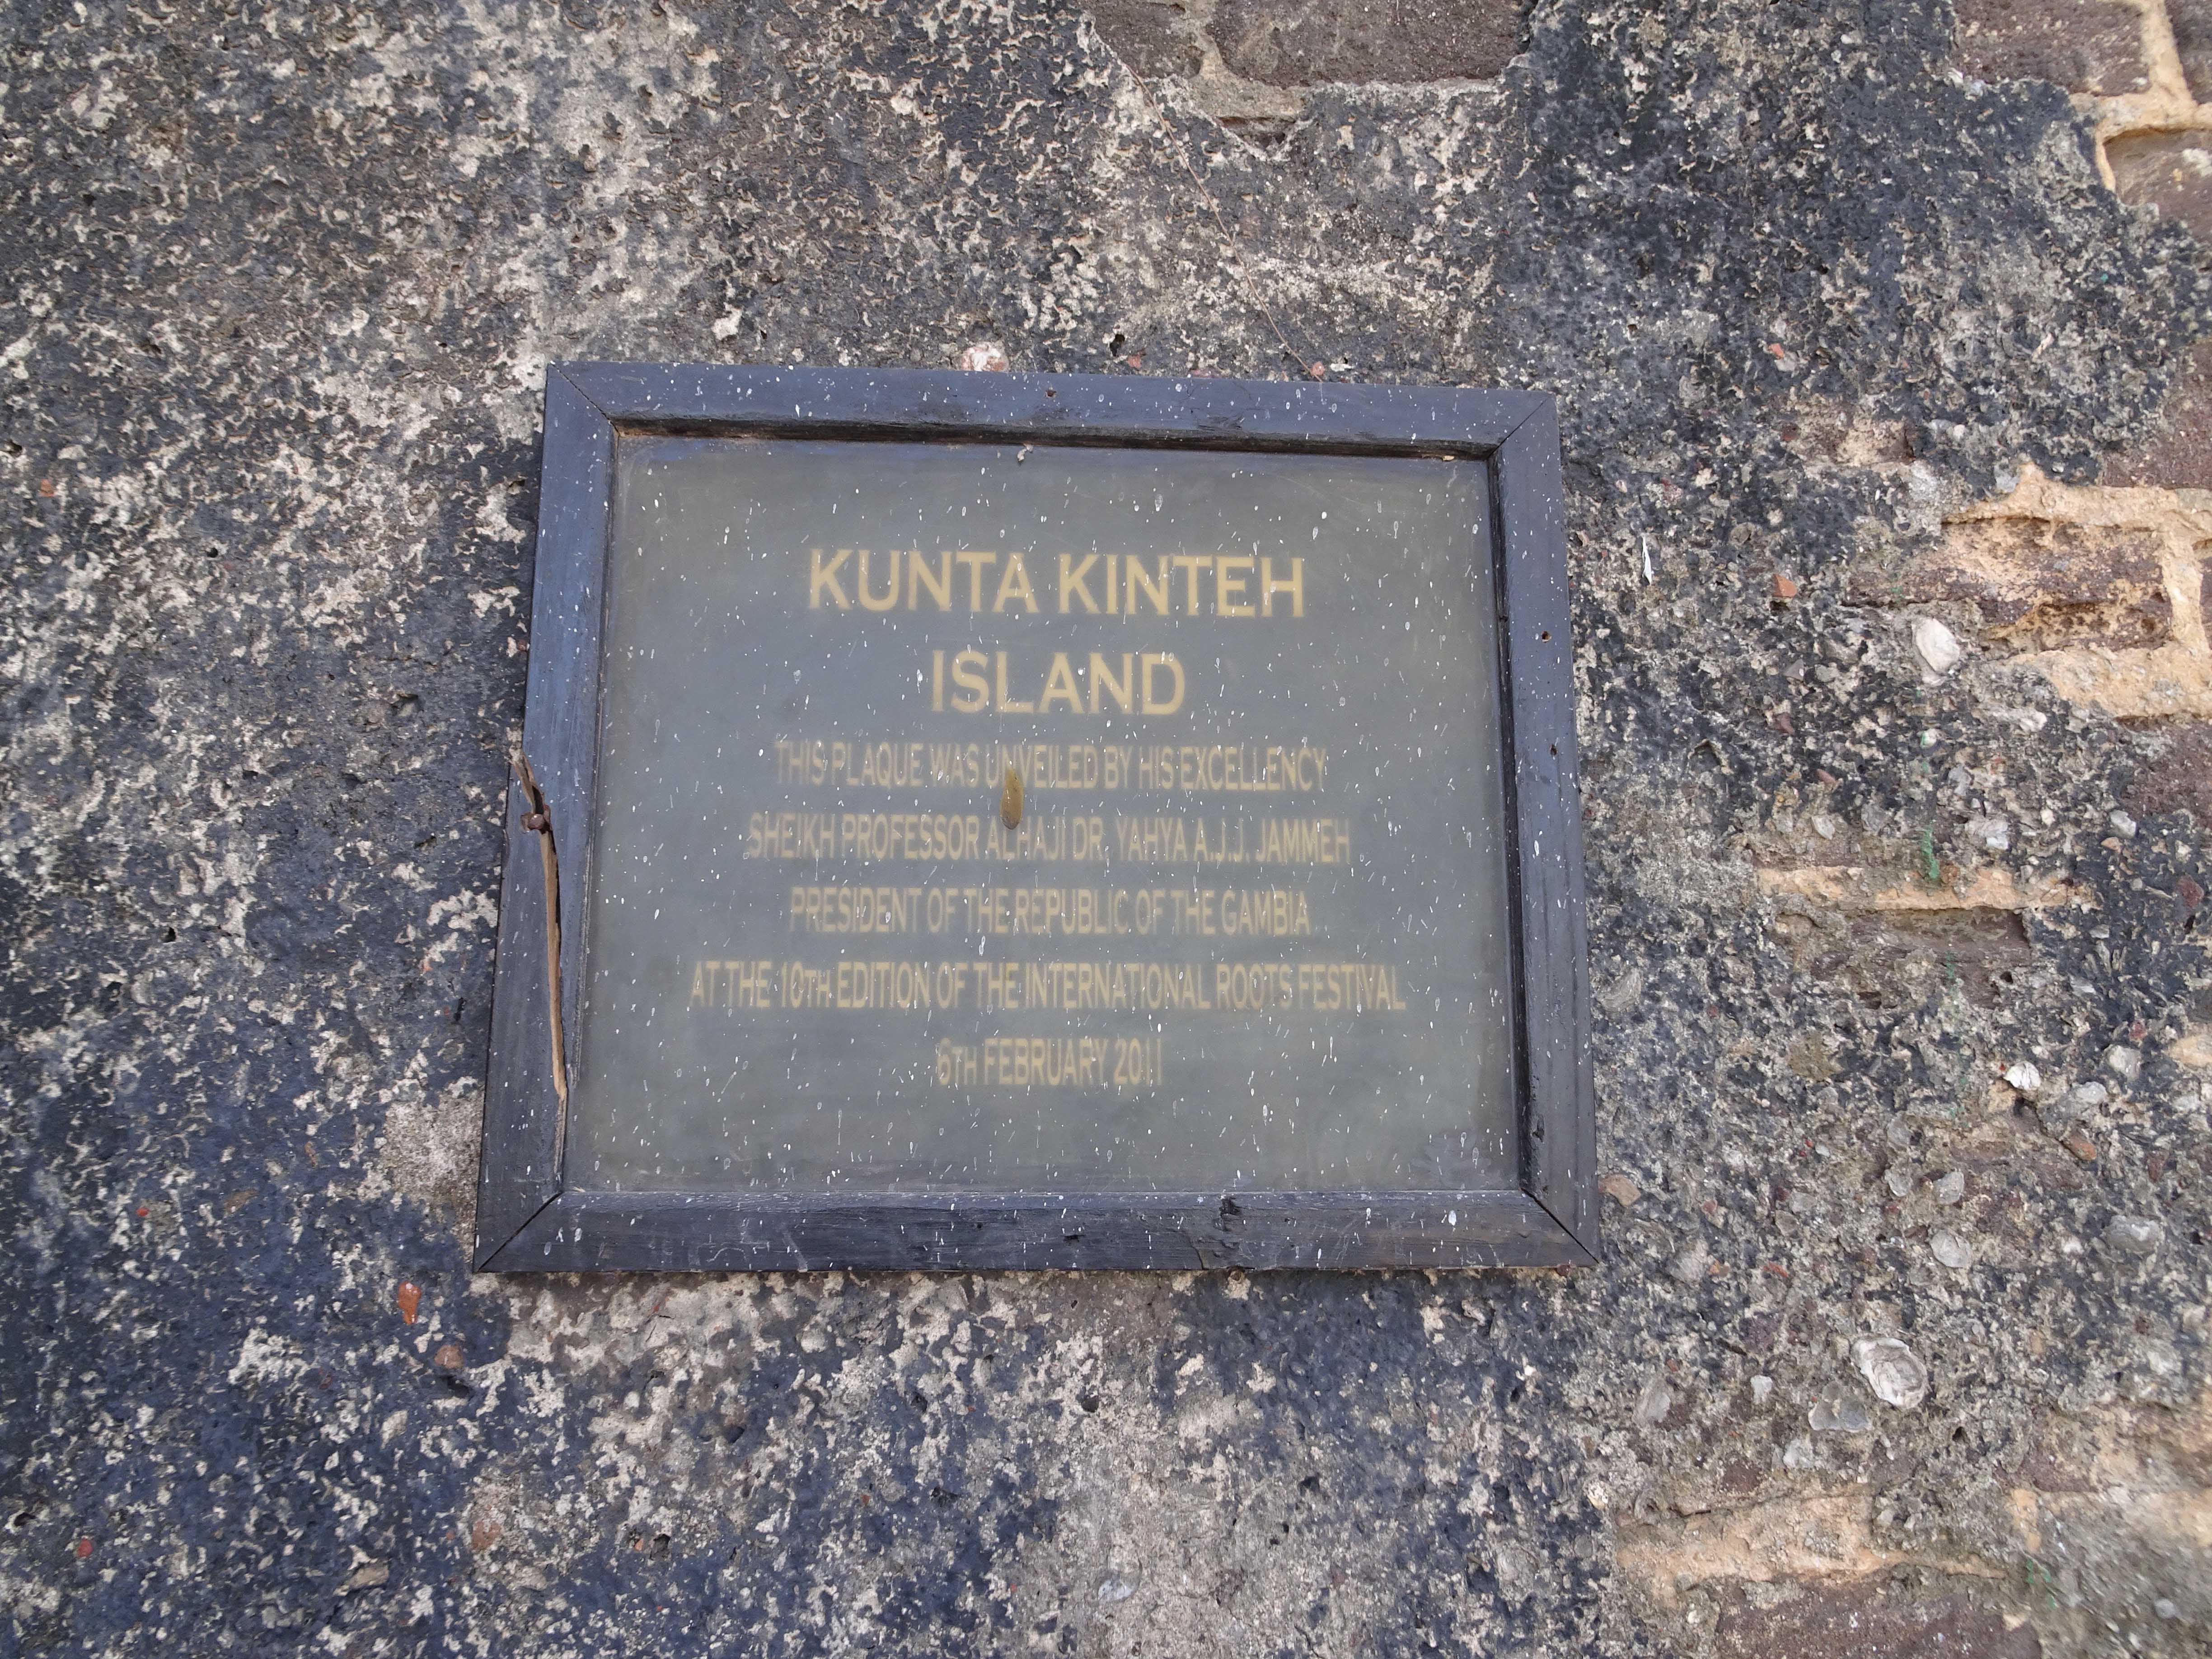 KUNTA KINTEH
ISLAND
THIS PLAQUE WAS UNVEILED BY HIS EXCELLENCY
SHEIKH PROFESSOR ALHAJI DR. YAHYA A.J.J. JAMMEH
PRESIDENT OF THE REPUBLIC OF THE GAMBIA
AT THE 10TH EDITION OF THE INTERNATIONAL ROOTS FESTIVAL
6TH FEBRUARY 2011